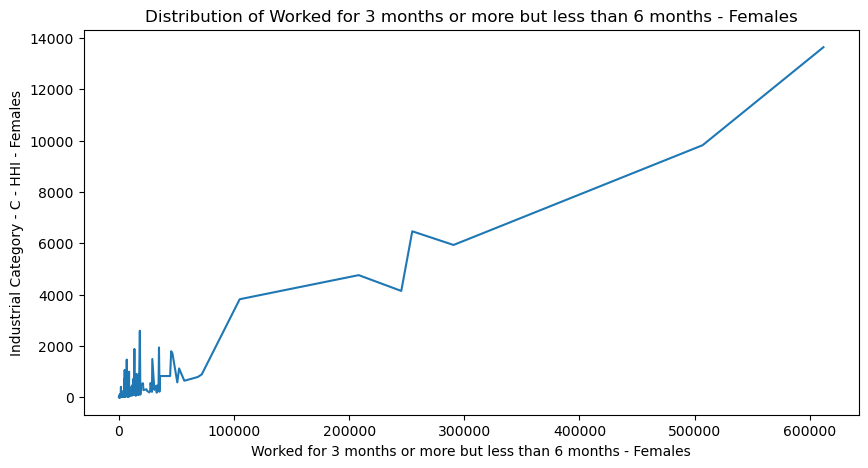 Distribution of Worked for 3 months or more but less than 6 months - Females
14000
12000
10000
8000
6000
4000
2000
0
Industrial Category - C - HHI - Females
0 100000 200000 300000 400000 500000 600000
Worked for 3 months or more but less than 6 months - Females